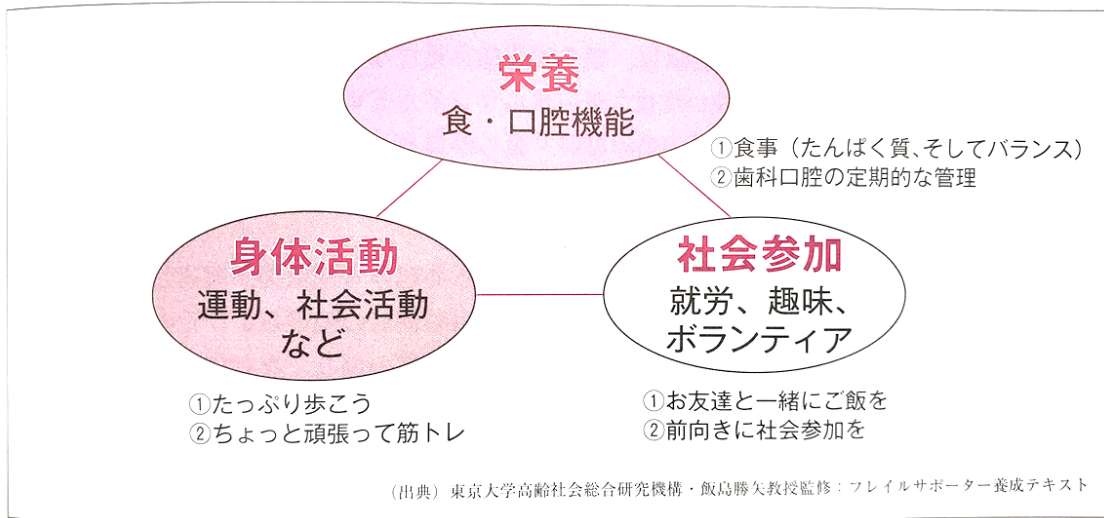 栄養
食・口腔機能
①食事（たんぱく質、そしてバランス）
②歯科口腔の定期的な管理
身体活動
運動、社会活動
など
①たっぷり歩こう
②ちょっと頑張って筋トレ
社会参加
就労、趣味、
ボランティア
①お友達と一緒にご飯を
②前向きに社会参加を
（出典）東京大学高齢社会総合研究機構・飯島勝矢教授監修：フレイルサポーター養成テキスト